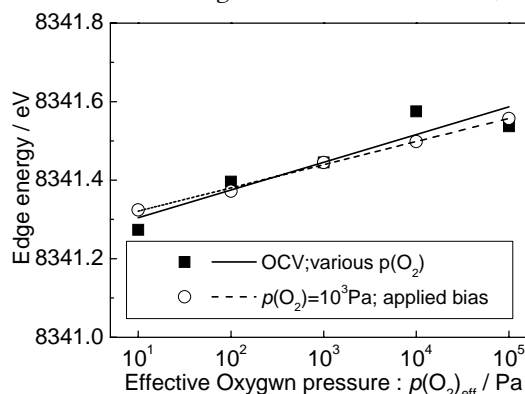 Edge energy / eV
8341.8
8341.6
8341.4
8341.2
8341.0
OCV;various p(O2)
p(O2)=10³Pa; applied bias
10¹ 10² 10³ 10⁴ 10⁵
Effective Oxygwn pressure : p(O2)eff / Pa